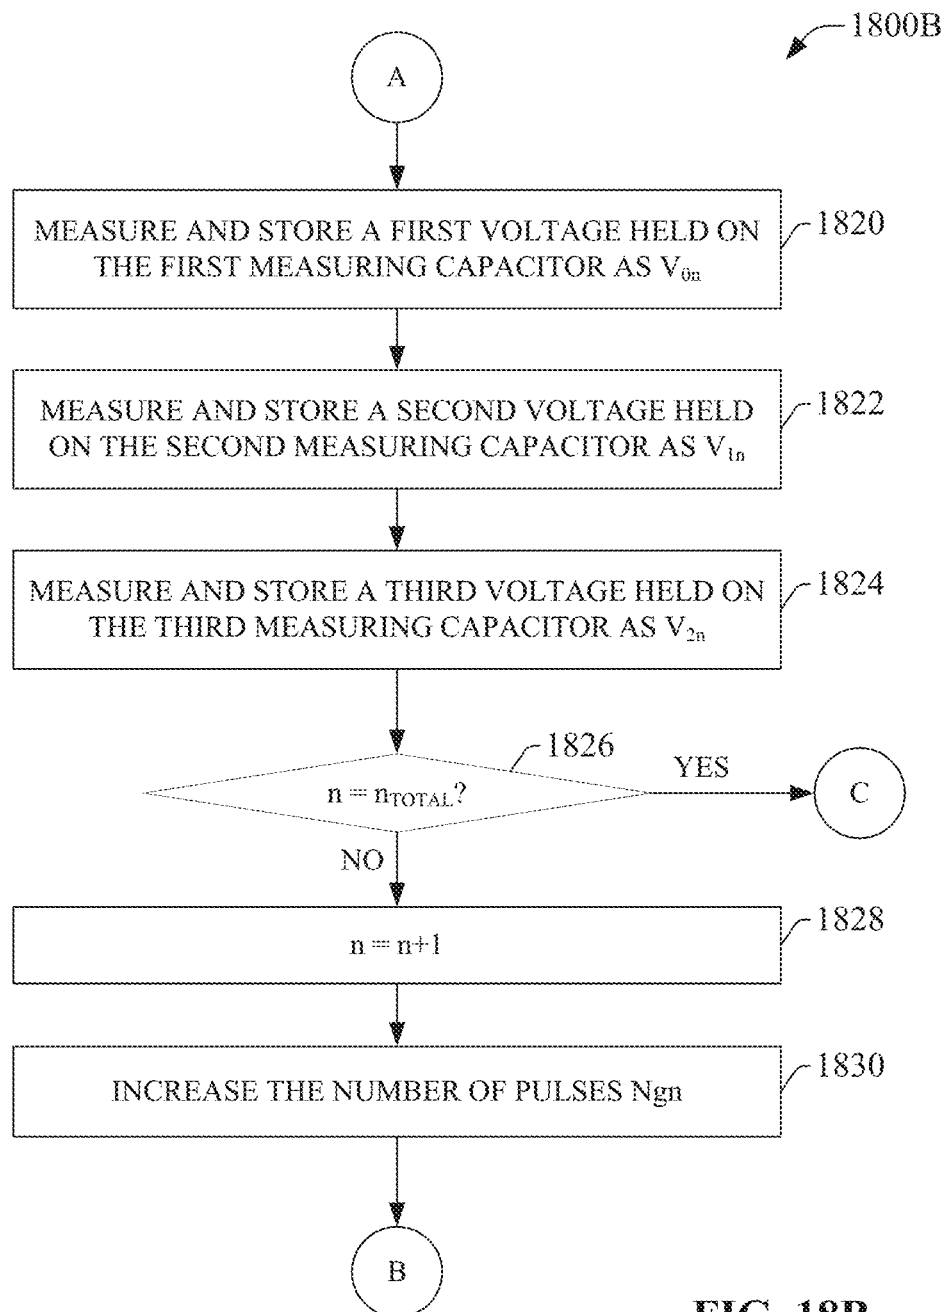 1800B
A
MEASURE AND STORE A FIRST VOLTAGE HELD ON
THE FIRST MEASURING CAPACITOR AS V0n
1820
MEASURE AND STORE A SECOND VOLTAGE HELD
ON THE SECOND MEASURING CAPACITOR AS V1n
1822
MEASURE AND STORE A THIRD VOLTAGE HELD ON
THE THIRD MEASURING CAPACITOR AS V2n
1824
1826
n = nTOTAL?
YES
C
NO
n = n+1
1828
INCREASE THE NUMBER OF PULSES Ngn
1830
B
FIG. 18B